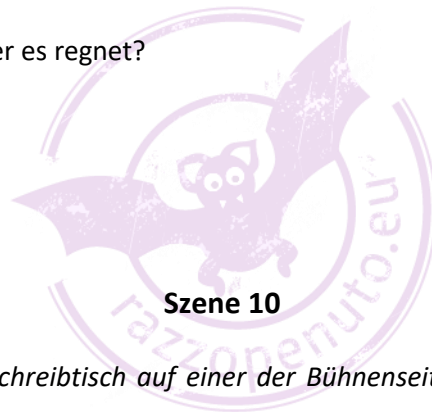 er es regnet?
Szene 10
chreibtisch auf einer der Bühnenseit
razzopenuto.eu